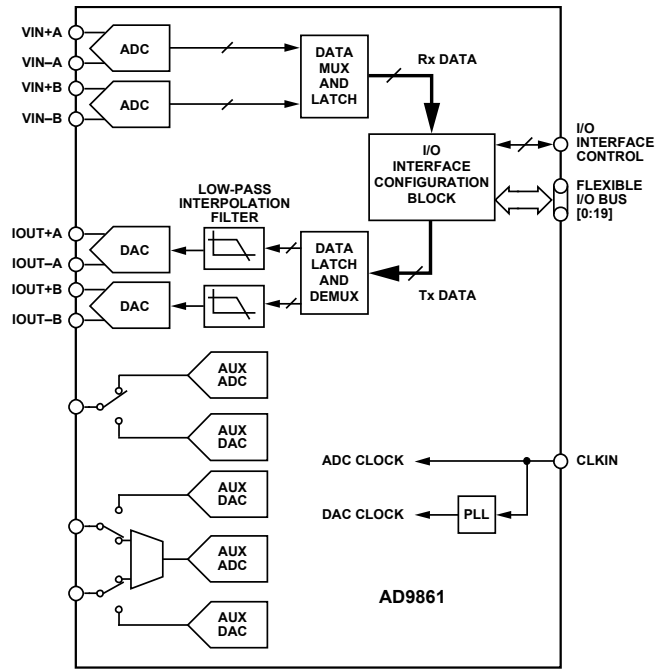 VIN+A
VIN–A
VIN+B
VIN–B
ADC
ADC
DATA
MUX
AND
LATCH
Rx DATA
I/O
INTERFACE
CONFIGURATION
BLOCK
I/O
INTERFACE
CONTROL
FLEXIBLE
I/O BUS
[0:19]
LOW-PASS
INTERPOLATION
FILTER
IOUT+A
IOUT–A
IOUT+B
IOUT–B
DAC
DAC
DATA
LATCH
AND
DEMUX
Tx DATA
AUX
ADC
AUX
DAC
AUX
DAC
AUX
ADC
AUX
DAC
ADC CLOCK
CLKIN
DAC CLOCK
PLL
AD9861